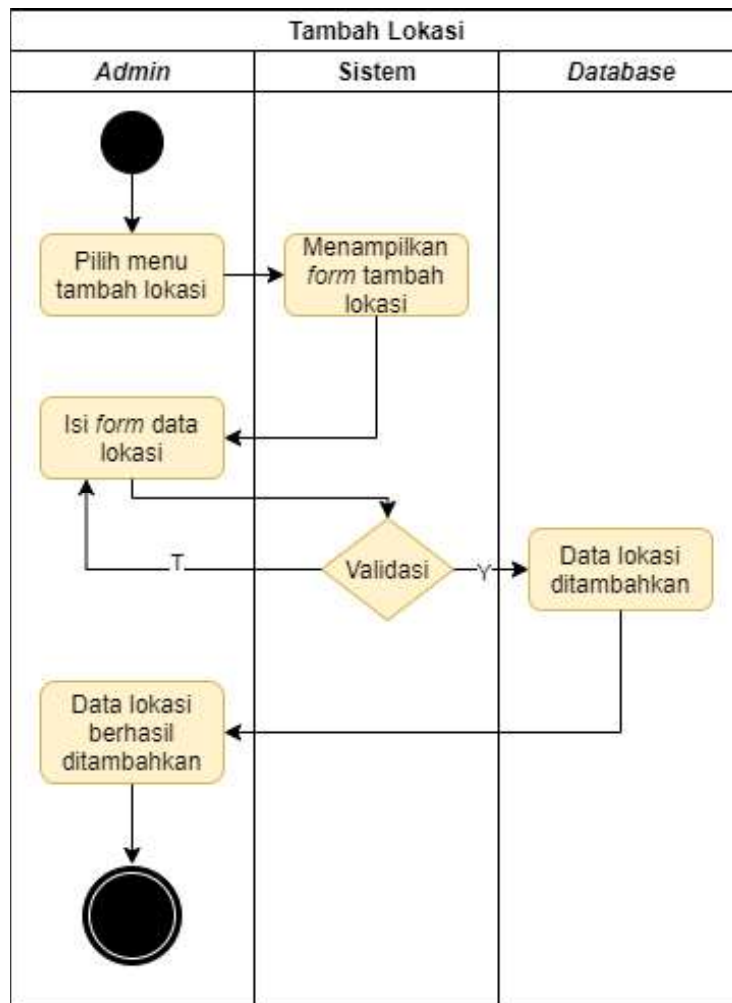 Tambah Lokasi
Admin
Sistem
Database
Pilih menu
tambah lokasi
Menampilkan
form tambah
lokasi
Isi form data
lokasi
T
Validasi
Y
Data lokasi
ditambahkan
Data lokasi
berhasil
ditambahkan